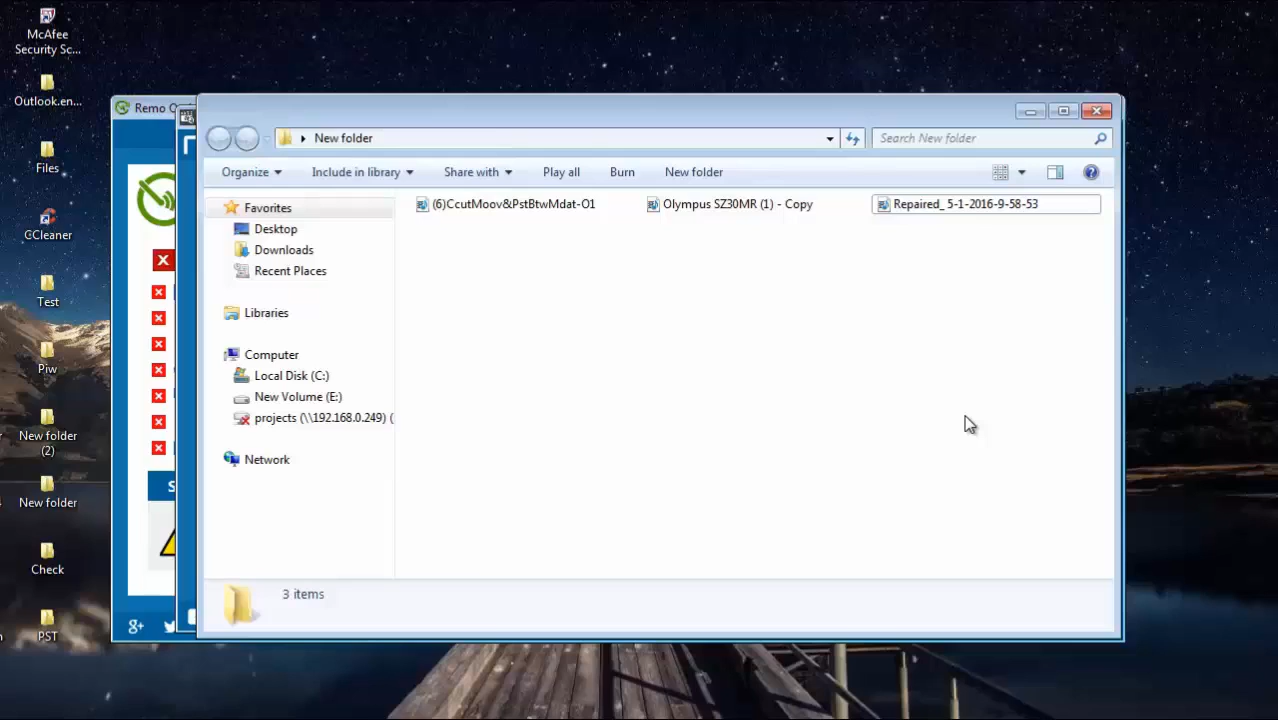 McAfee
Security Sc...
Outlook.en...
Files
CCleaner
Test
Piw
New folder
(2)
New folder
Check
PST
Remo O
New folder
Search New folder
Organize
Include in library
Share with
Play all
Burn
New folder
Favorites
Desktop
Downloads
Recent Places
Libraries
Computer
Local Disk (C:)
New Volume (E:)
projects (\\192.168.0.249) (
Network
(6)CcutMoov&PstBtwMdat-O1
Olympus SZ30MR (1) - Copy
Repaired_ 5-1-2016-9-58-53
3 items
S
g+